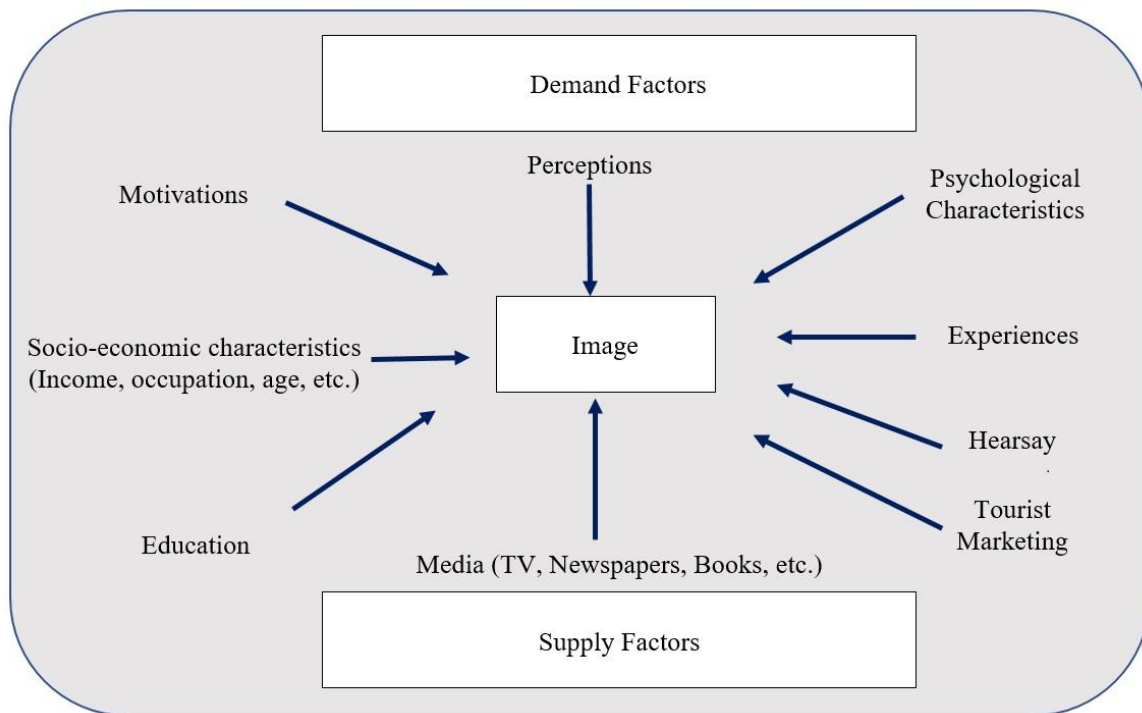 Demand Factors
Perceptions
Motivations
Psychological
Characteristics
Socio-economic characteristics
(Income, occupation, age, etc.)
Image
Experiences
Hearsay
.
Tourist
Marketing
Education
Media (TV, Newspapers, Books, etc.)
Supply Factors